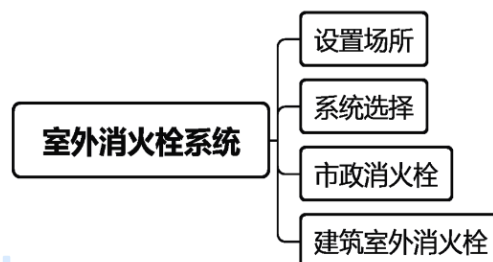 室外消火栓系统
设置场所
系统选择
市政消火栓
建筑室外消火栓